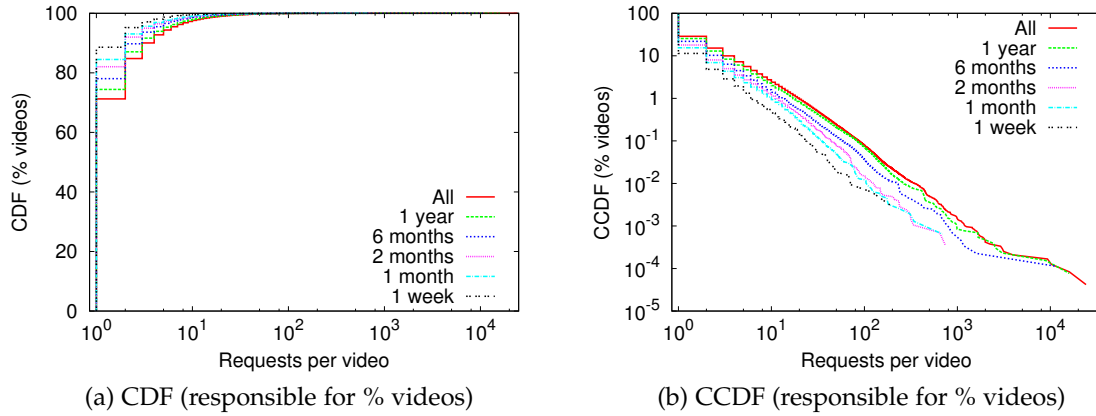 100
80
60
40
20
0
CDF (% videos)
All
1 year
6 months
2 months
1 month
1 week
10^0 10^1 10^2 10^3 10^4
Requests per video
(a) CDF (responsible for % videos)
100
10
1
10^-1
10^-2
10^-3
10^-4
10^-5
CCDF (% videos)
All
1 year
6 months
2 months
1 month
1 week
10^0 10^1 10^2 10^3 10^4
Requests per video
(b) CCDF (responsible for % videos)